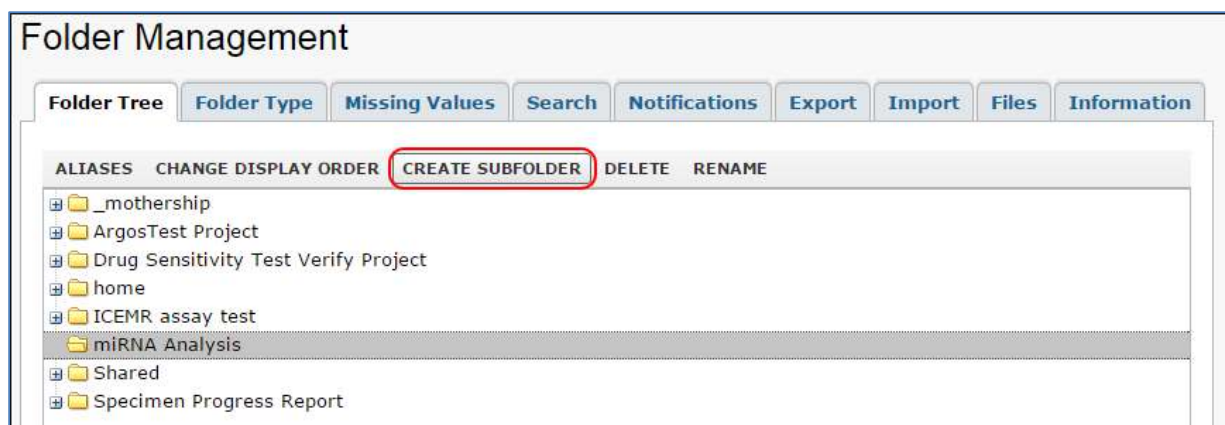 Folder Management
Folder Tree Folder Type Missing Values Search Notifications Export Import Files Information
ALIASES CHANGE DISPLAY ORDER CREATE SUBFOLDER DELETE RENAME
_mothership
ArgosTest Project
Drug Sensitivity Test Verify Project
home
ICEMR assay test
miRNA Analysis
Shared
Specimen Progress Report